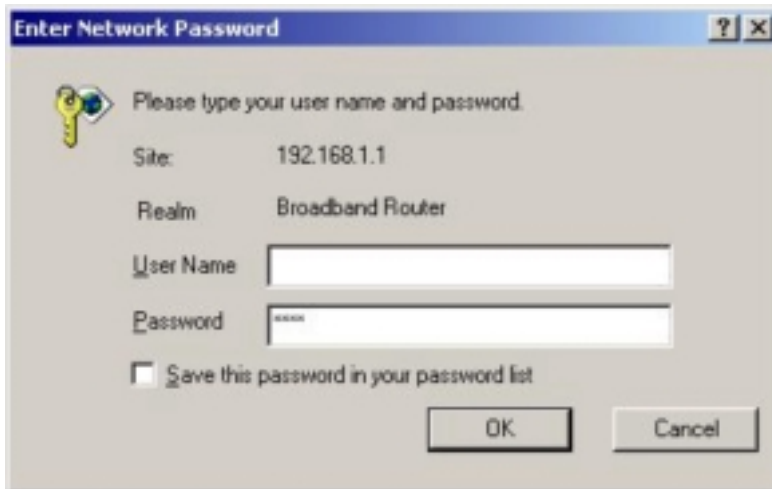 Enter Network Password
Please type your user name and password.
Site: 192.168.1.1
Realm Broadband Router
User Name
Password ****
Save this password in your password list
OK Cancel